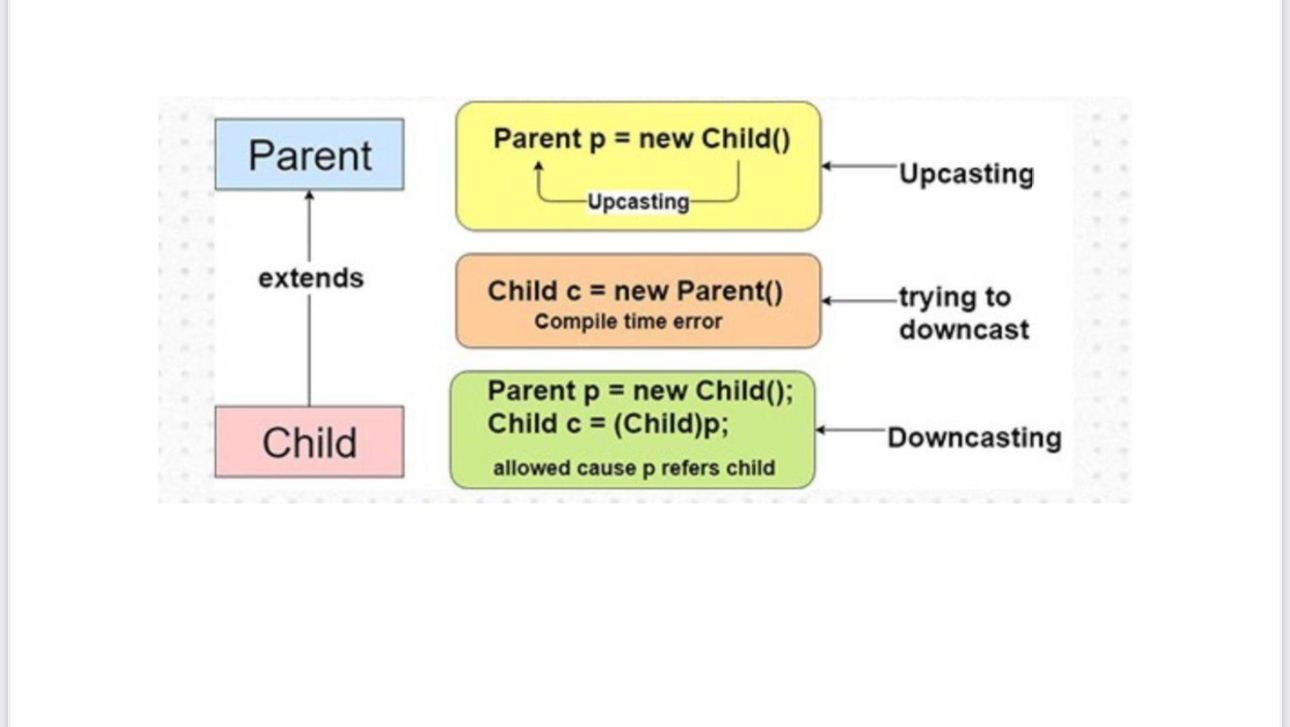 Parent
extends
Child
Parent p = new Child()
Upcasting
Upcasting
Child c = new Parent()
Compile time error
trying to
downcast
Parent p = new Child();
Child c = (Child)p;
allowed cause p refers child
Downcasting